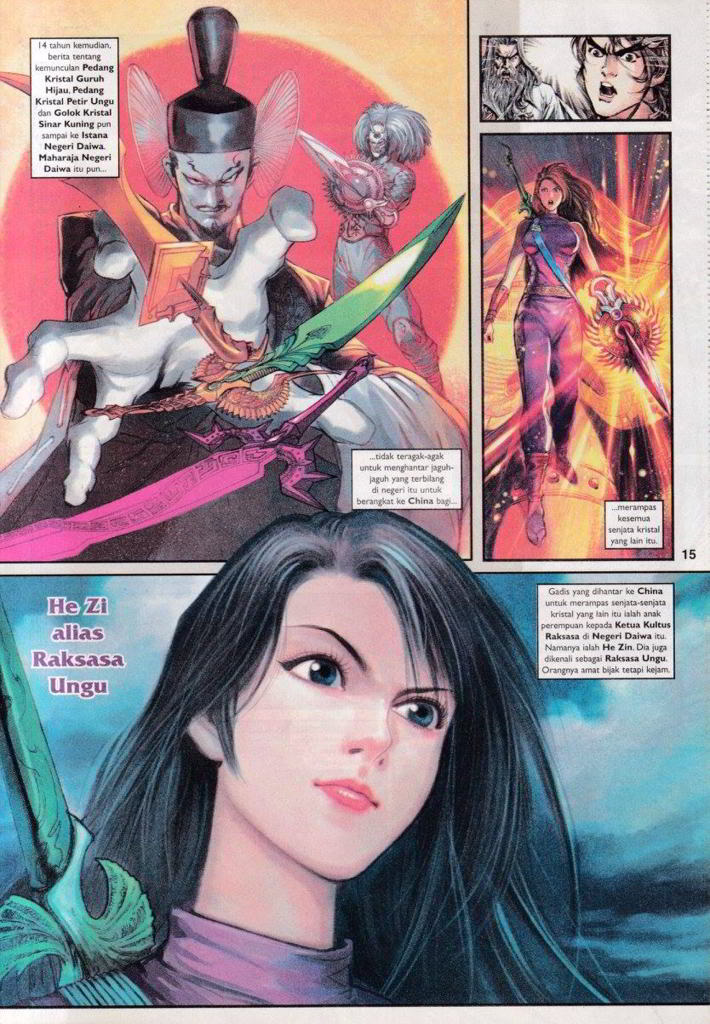 14 tahun kemudian,
berita tentang
kemunculan Pedang
Kristal Guruh
Hijau, Pedang
Kristal Petir Ungu
dan Golok Kristal
Sinar Kuning pun
sampai ke Istana
Negeri Daiwa.
Maharaja Negeri
Daiwa itu pun...
...tidak teragak-agak
untuk menghantar jaguh-
jaguh yang terbilang
di negeri itu untuk
berangkat ke China bagi...
...merampas
kesemua
senjata kristal
yang lain itu.
15
He Zi
alias
Raksasa
Ungu
Gadis yang dihantar ke China
untuk merampas senjata-senjata
kristal yang lain itu ialah anak
perempuan kepada Ketua Kultus
Raksasa di Negeri Daiwa itu.
Namanya ialah He Zin. Dia juga
dikenali sebagai Raksasa Ungu.
Orangnya amat bijak tetapi kejam.